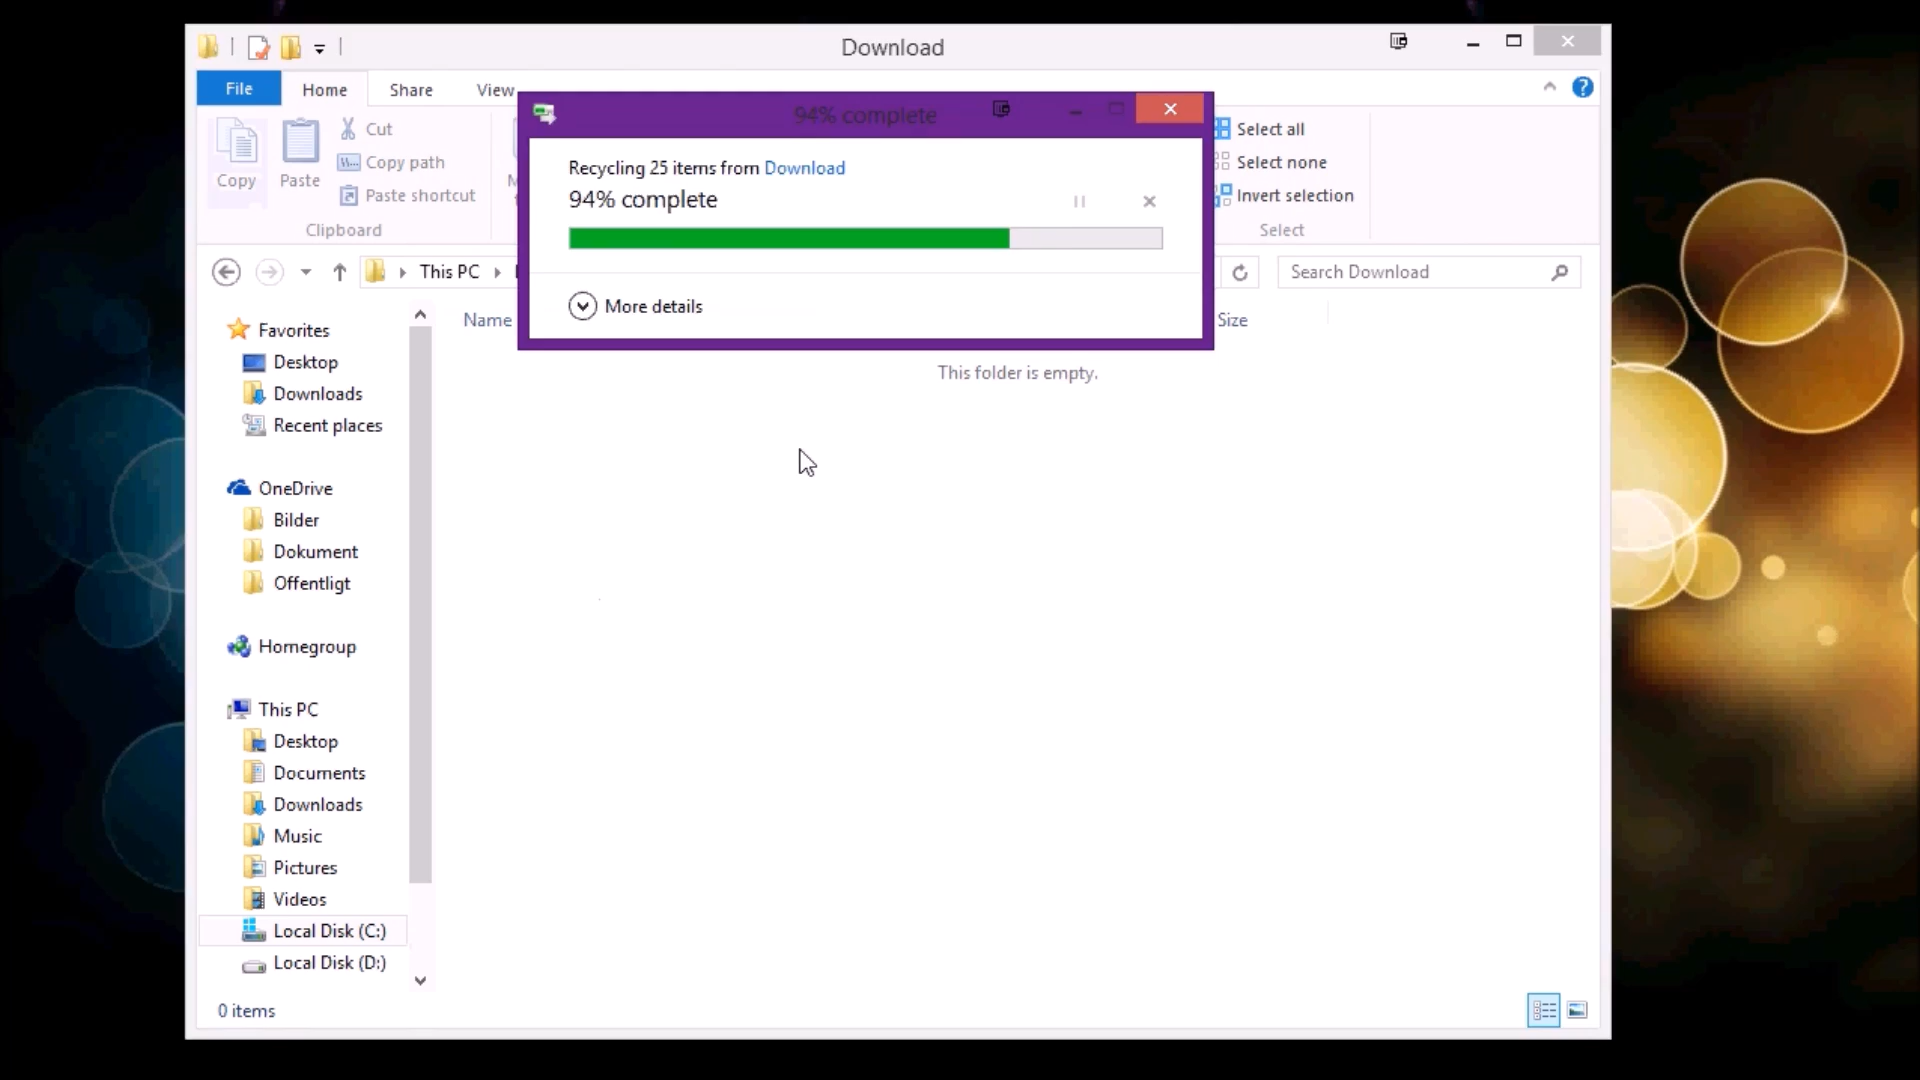 Download
File
Home
Share
View
94% complete
Copy
Paste
Cut
Copy path
Paste shortcut
Clipboard
Recycling 25 items from Download
94% complete
More details
Select all
Select none
Invert selection
Select
This PC
Search Download
Name
Size
This folder is empty.
Favorites
Desktop
Downloads
Recent places
OneDrive
Bilder
Dokument
Offentligt
Homegroup
This PC
Desktop
Documents
Downloads
Music
Pictures
Videos
Local Disk (C:)
Local Disk (D:)
0 items